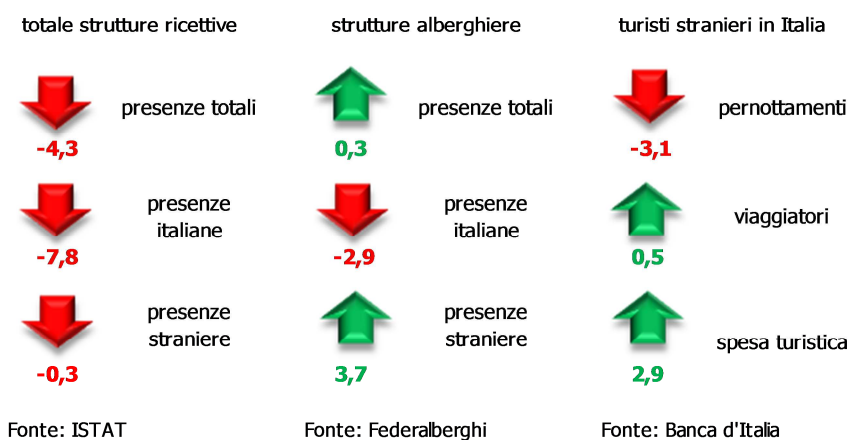 totale strutture ricettive
presenze totali
-4,3
presenze
italiane
-7,8
presenze
straniere
-0,3
Fonte: ISTAT
strutture alberghiere
presenze totali
0,3
presenze
italiane
-2,9
presenze
straniere
3,7
Fonte: Federalberghi
turisti stranieri in Italia
pernottamenti
-3,1
viaggiatori
0,5
spesa turistica
2,9
Fonte: Banca d'Italia